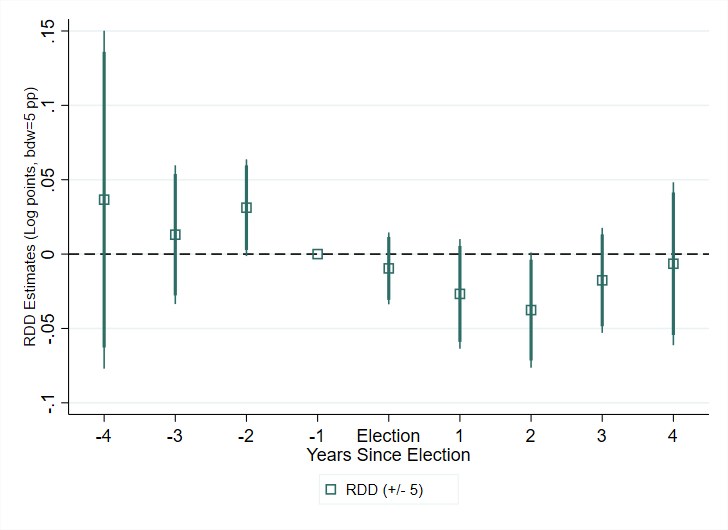 RDD Estimates (Log points, bdw=5 pp)
.15
.1
.05
0
-.05
-.1
-4 -3 -2 -1 Election 1 2 3 4
Years Since Election
RDD (+/- 5)